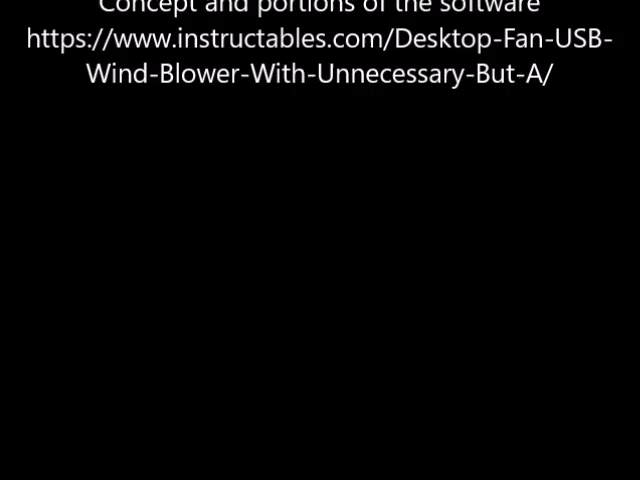 Concept and portions of the software
https://www.instructables.com/Desktop-Fan-USB-
Wind-Blower-With-Unnecessary-But-A/